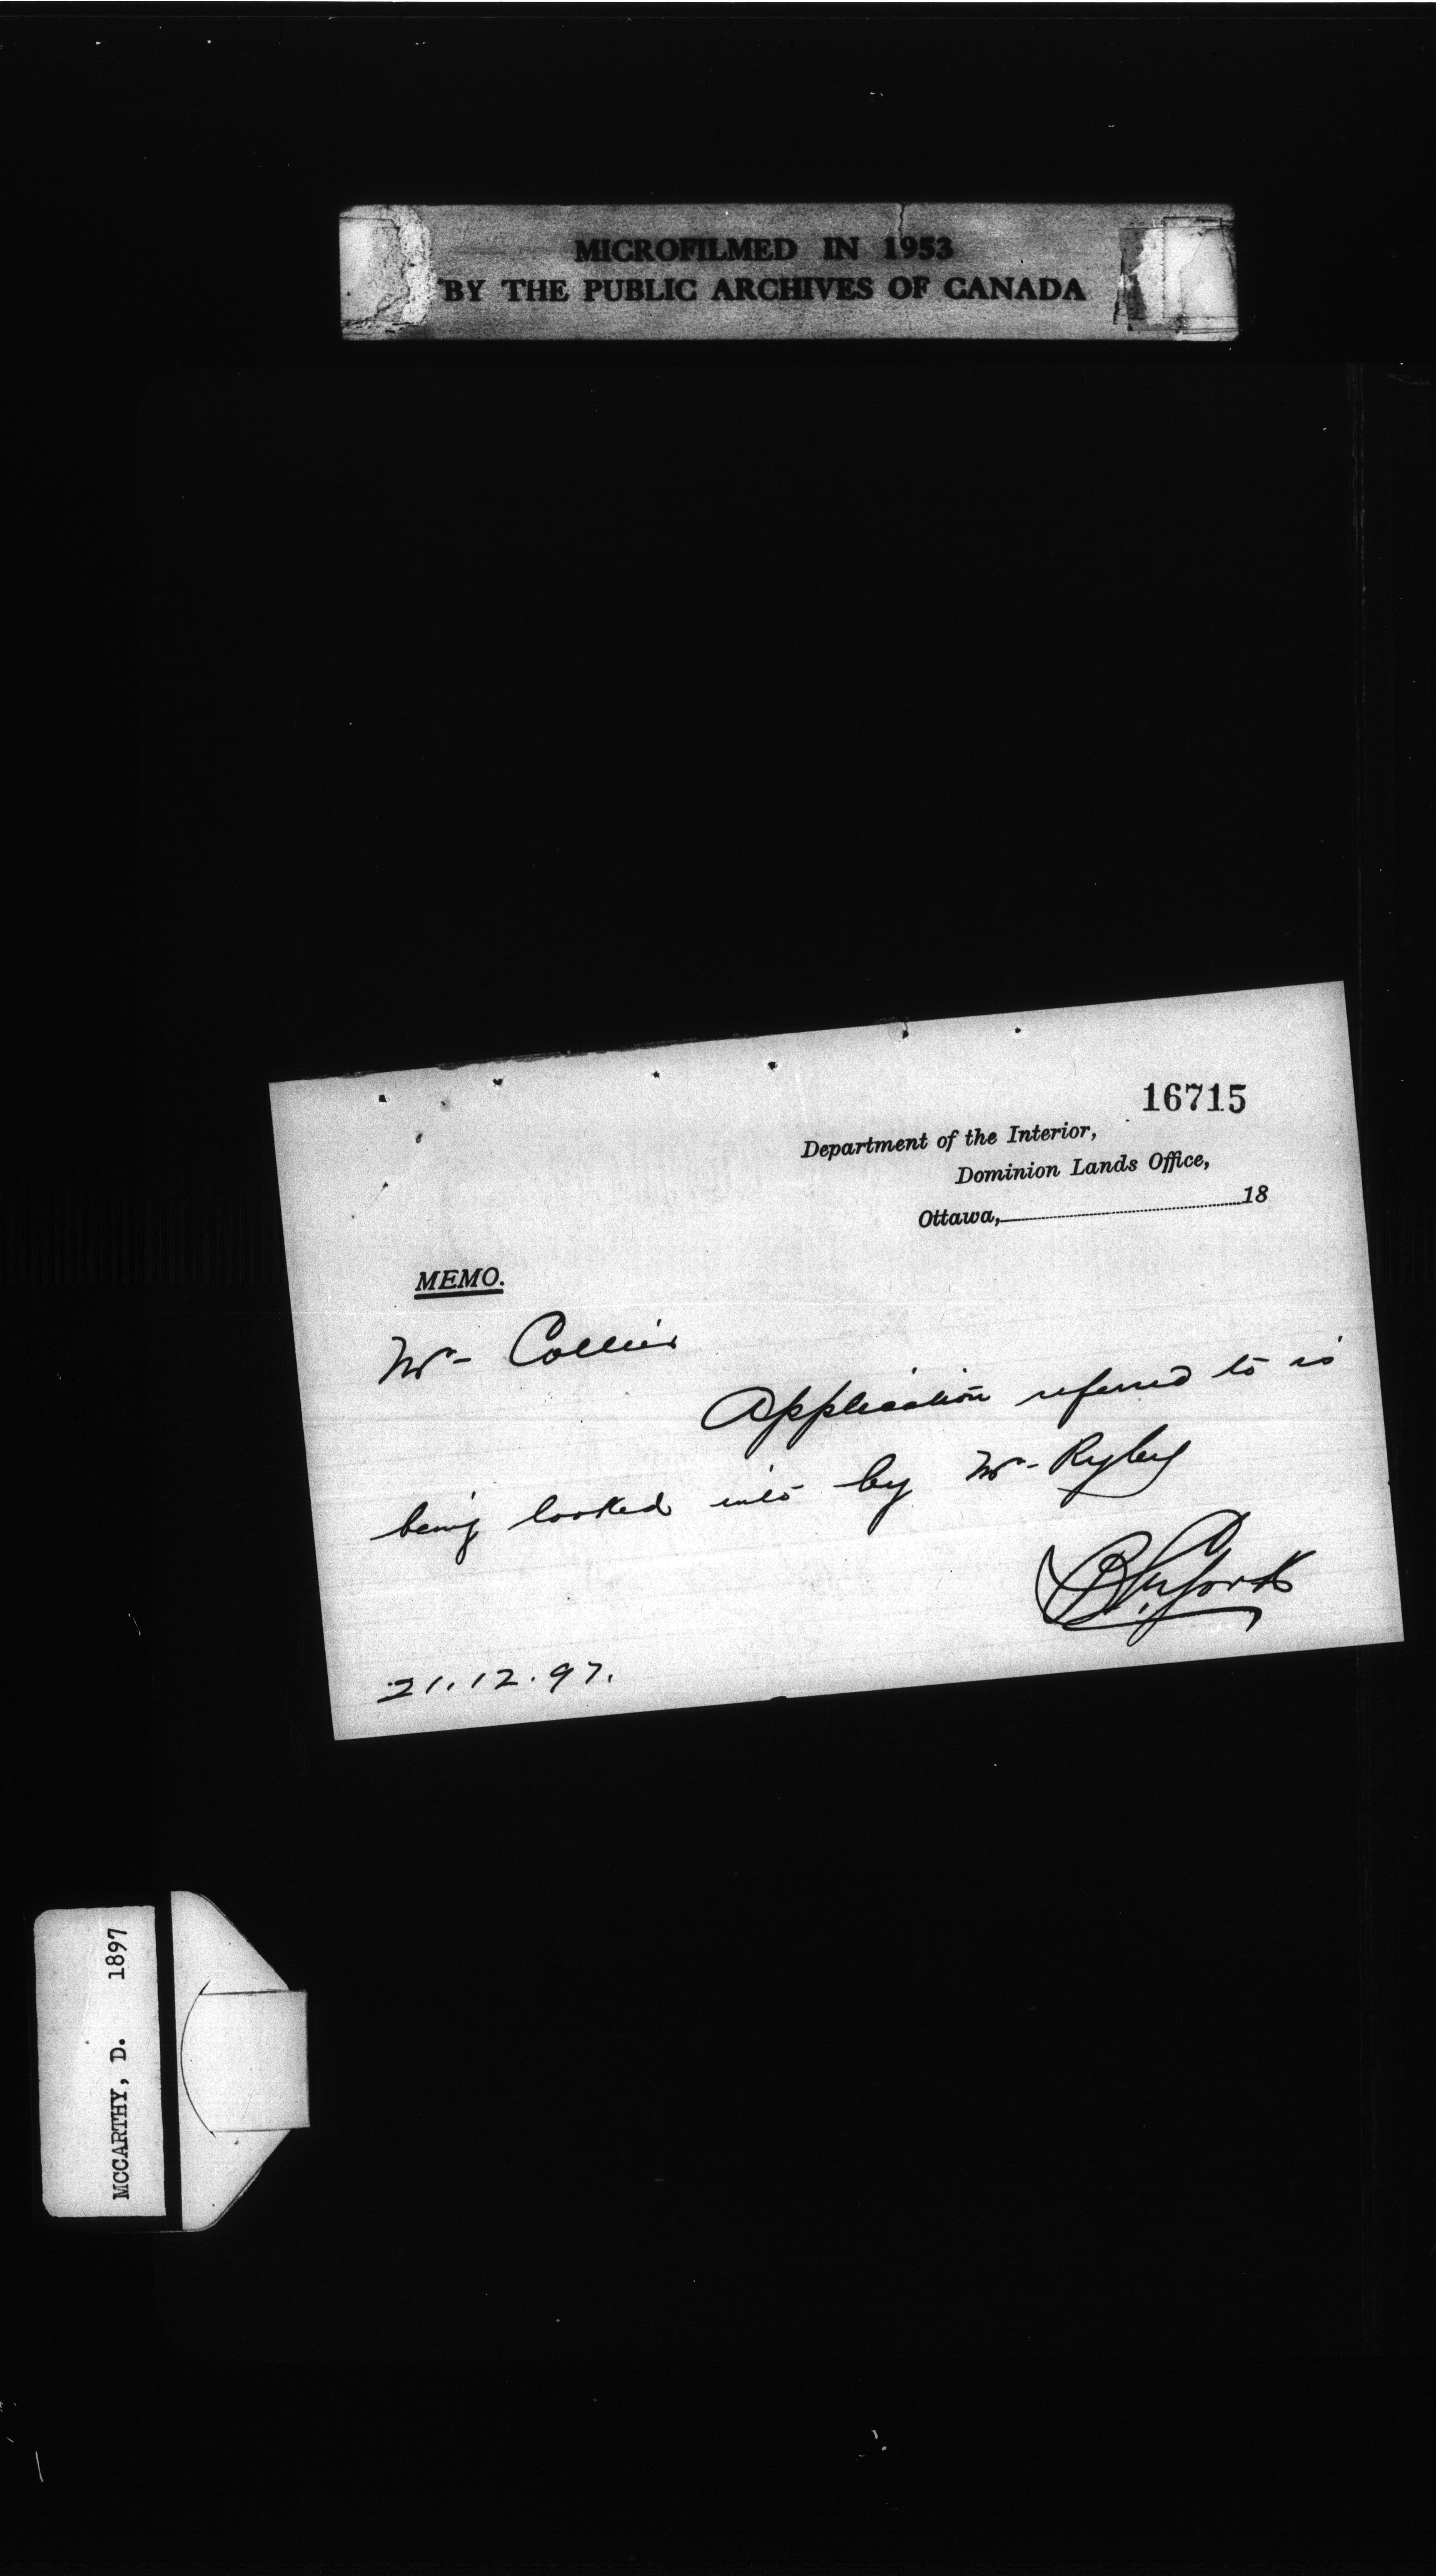 MICROFILMED IN 1953
BY THE PUBLIC ARCHIVES OF CANADA
16715
Department of the Interior,
Dominion Lands Office,
Ottawa, 18
MEMO.
Mr - Collier
Application referred to is
being looked into by Mr - Ryley
21.12.97.
MCCARTHY, D. 1897